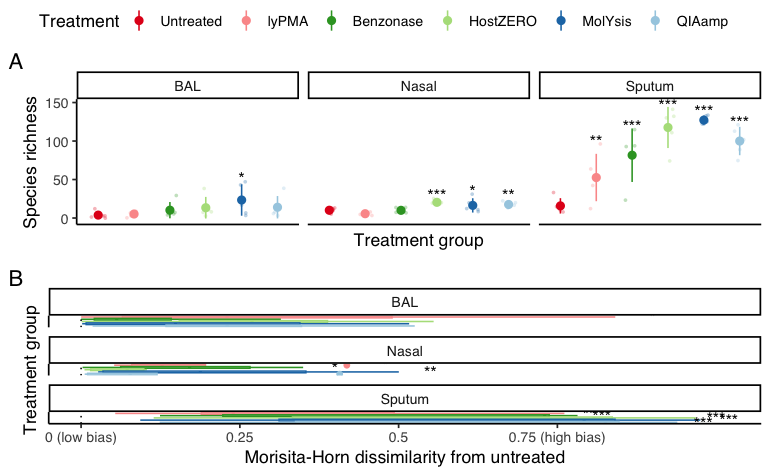 Treatment Untreated lyPMA Benzonase HostZERO MolYsis QIAamp
A
BAL Nasal Sputum
Species richness
150
100
50
0
* *** * ** ** *** *** *** ***
Treatment group
B
Treatment group
BAL
Nasal
* **
Sputum
*** *** *** ***
0 (low bias) 0.25 0.5 0.75 (high bias)
Morisita-Horn dissimilarity from untreated